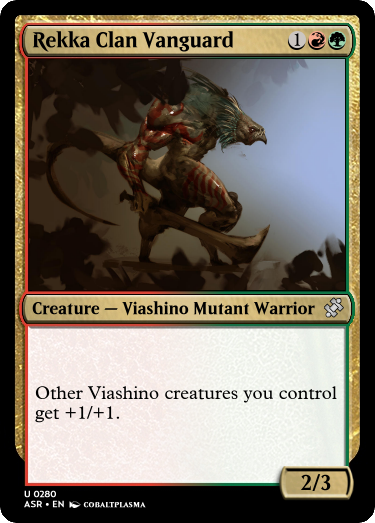 Rekka Clan Vanguard 1
Creature — Viashino Mutant Warrior
Other Viashino creatures you control
get +1/+1.
2/3
U 0280
ASR • EN COBALTPLASMA